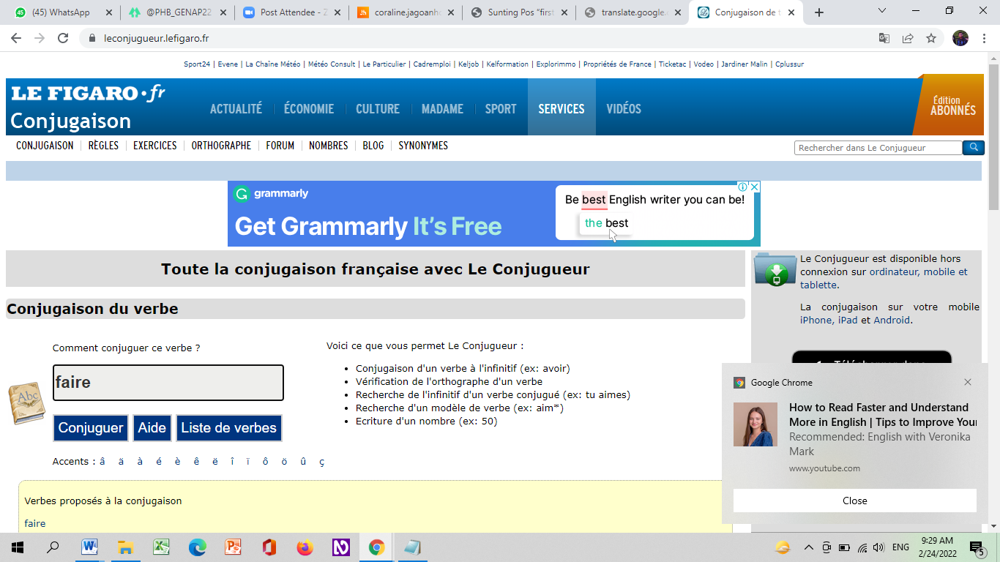 (45) WhatsApp
@PHB_GENAP22
Post Attendee - Z
coraline.jagoanh
Sunting Pos "first
translate.google.
Conjugaison de t
leconjugueur.lefigaro.fr
Sport24 | Evene | La Chaîne Météo | Météo Consult | Le Particulier | Cadremploi | Keljob | Kelformation | Explorimmo | Propriétés de France | Ticketac | Vodeo | Jardiner Malin | Cplussur
LE FIGARO·fr
Conjugaison
ACTUALITÉ
ÉCONOMIE
CULTURE
MADAME
SPORT
SERVICES
VIDÉOS
Édition
ABONNÉS
CONJUGAISON
RÈGLES
EXERCICES
ORTHOGRAPHE
FORUM
NOMBRES
BLOG
SYNONYMES
Rechercher dans Le Conjugueur
grammarly
Get Grammarly It's Free
Be best English writer you can be!
the best
Toute la conjugaison française avec Le Conjugueur
Conjugaison du verbe
Comment conjuguer ce verbe ?
faire
Abc
Conjuguer
Aide
Liste de verbes
Accents : â ä à é è ê ë î ï ô ö û ç
Voici ce que vous permet Le Conjugueur :
• Conjugaison d'un verbe à l'infinitif (ex: avoir)
• Vérification de l'orthographe d'un verbe
• Recherche de l'infinitif d'un verbe conjugué (ex: tu aimes)
• Recherche d'un modèle de verbe (ex: aim*)
• Ecriture d'un nombre (ex: 50)
Verbes proposés à la conjugaison
faire
Le Conjugueur est disponible hors
connexion sur ordinateur, mobile et
tablette.
La conjugaison sur votre mobile
iPhone, iPad et Android.
Google Chrome
How to Read Faster and Understand
More in English | Tips to Improve Your
Recommended: English with Veronika
Mark
www.youtube.com
Close
ENG
9:29 AM
2/24/2022
5